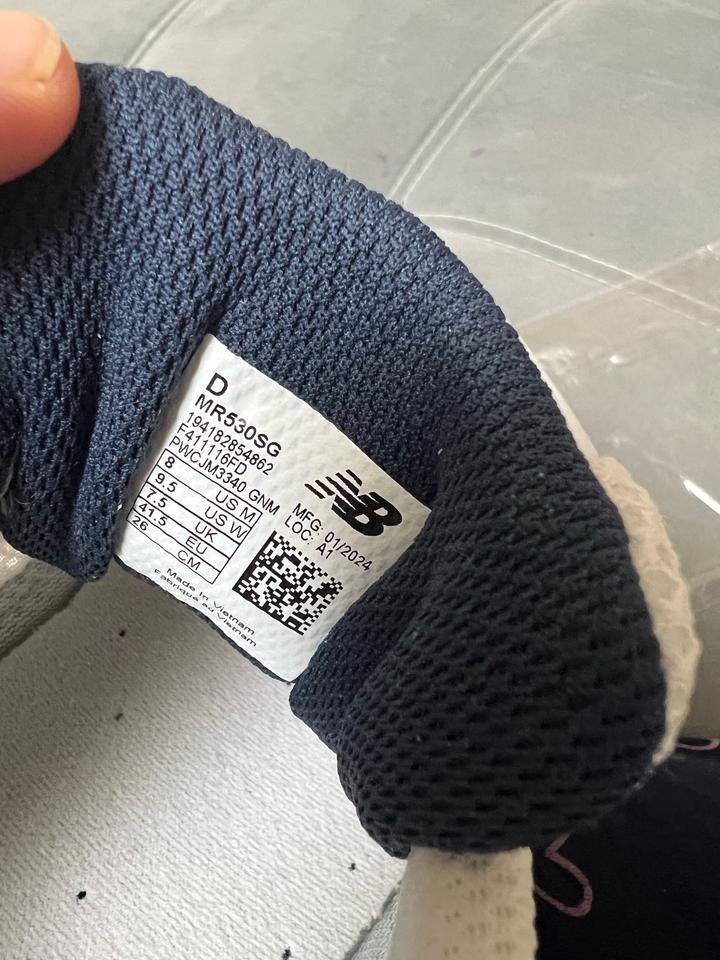 D
MR530SG
194182854862
F411116FD
PWCJM3340 GNM
8 US M
9.5 US W
7.5 UK
41.5 EU
26 CM
NB
MFG: 01/2024
LOC: A1
Made in Vietnam
Fabriqué au Vietnam